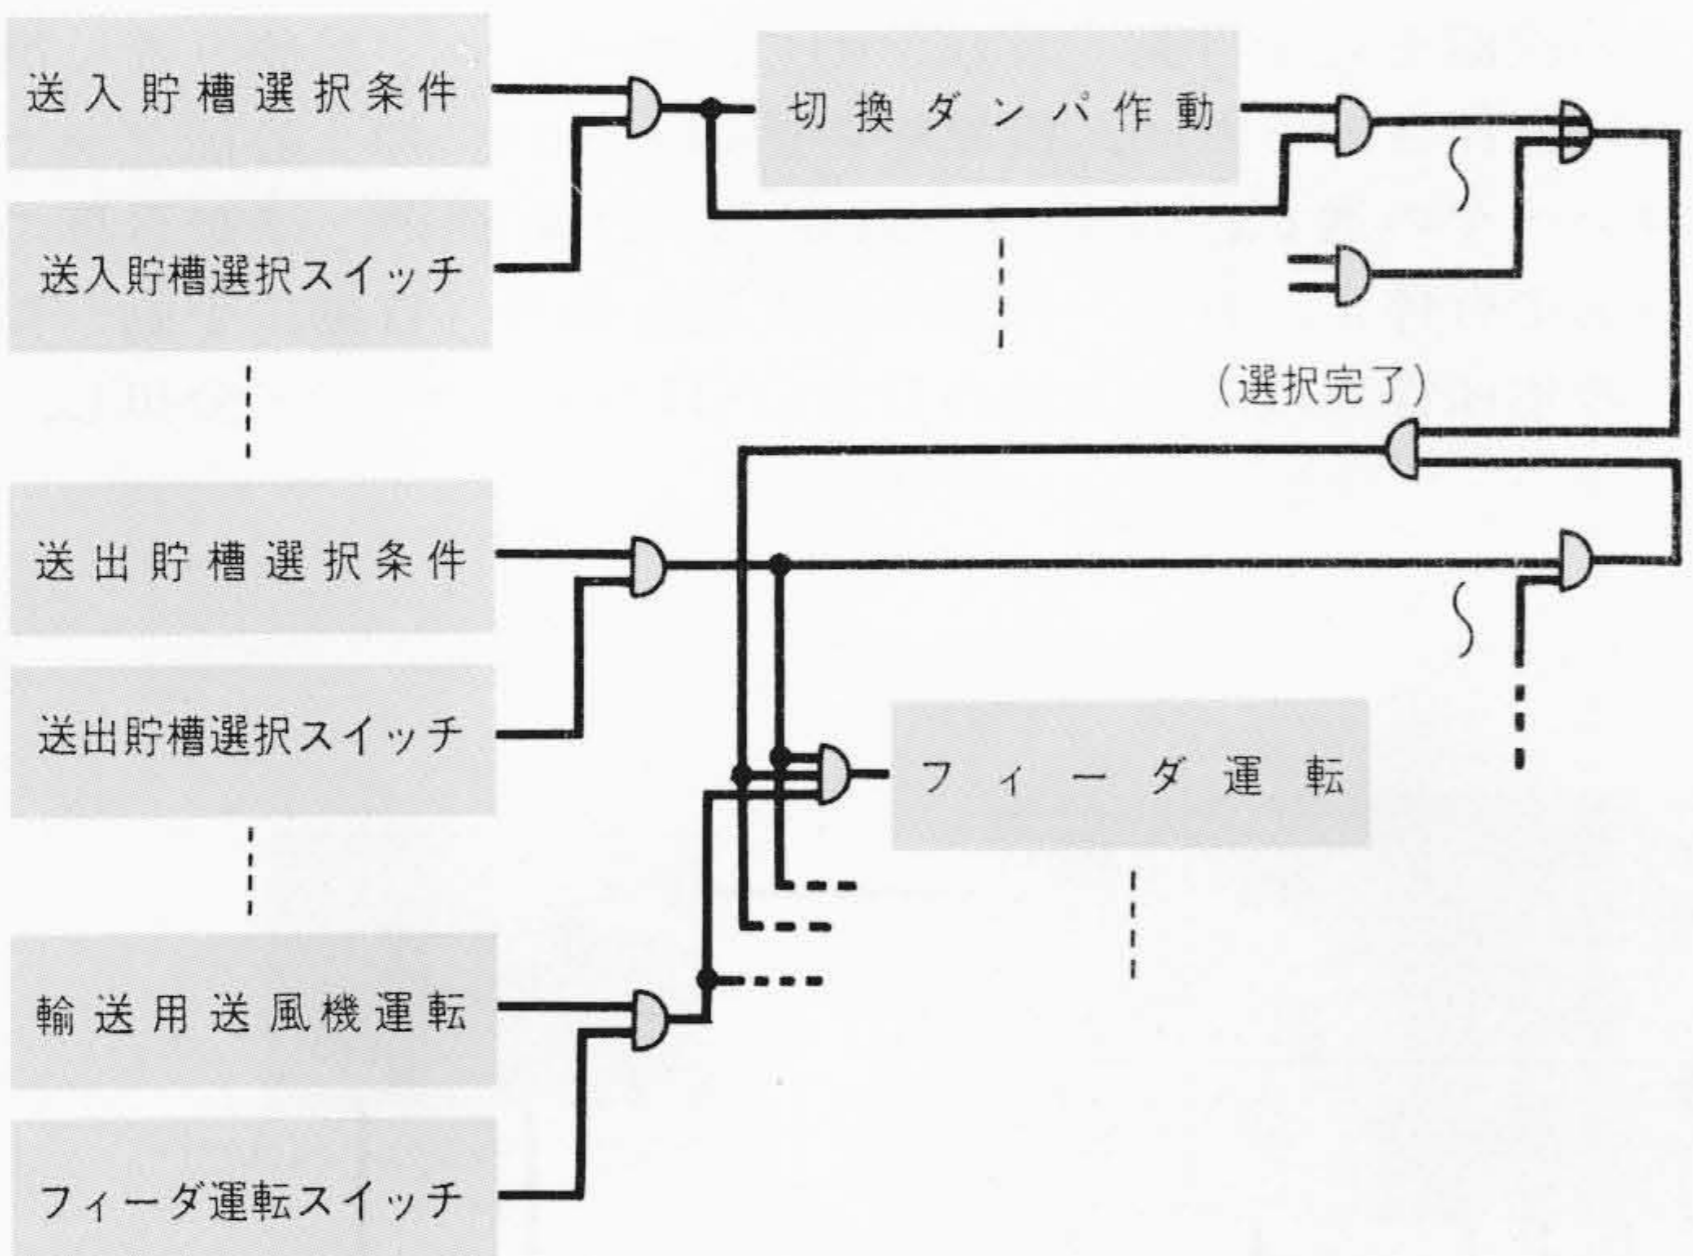 送入貯槽選択条件
切換ダンパ作動
送入貯槽選択スイッチ
(選択完了)
送出貯槽選択条件
送出貯槽選択スイッチ
フィーダ運転
輸送用送風機運転
フィーダ運転スイッチ